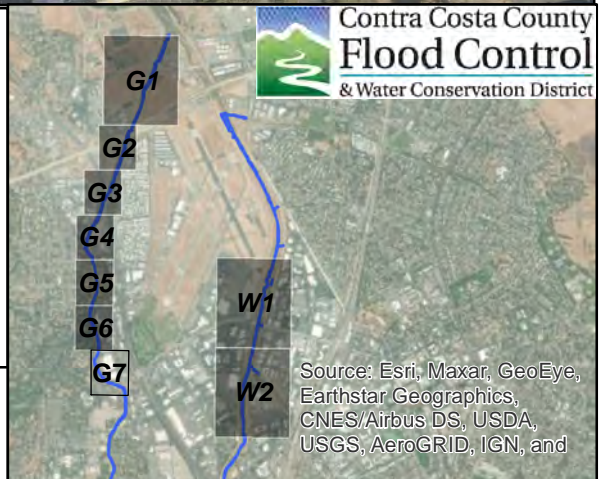 Contra Costa County
Flood Control
& Water Conservation District
G1
G2
G3
G4
G5
G6
G7
W1
W2
Source: Esri, Maxar, GeoEye,
Earthstar Geographics,
CNES/Airbus DS, USDA,
USGS, AeroGRID, IGN, and